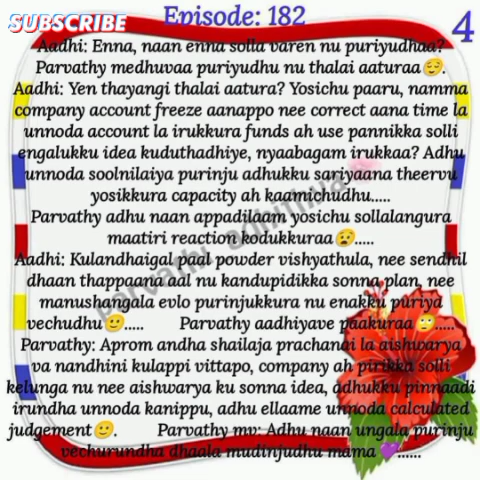 SUBSCRIBE
Episode: 182
4
Aadhi: Enna, naan enna solla varen nu puriyudhaa?
Parvathy medhuvaa puriyudhu nu thalai aaturaa😌.
Aadhi: Yen thayangi thalai aatura? Yosichu paaru, namma
company account freeze aanappo nee correct aana time la
unnoda account la irukkura funds ah use pannikka solli
engalukku idea kuduthadhiye, nyaabagam irukkaa? Adhu
unnoda soolnilaiya purinju adhukku sariyaana theervu
yosikkura capacity ah kaamichudhu.....
Parvathy adhu naan appadilaam yosichu sollalangura
maatiri reaction kodukkuraa😟.....
Aadhi: Kulandhaigal paal powder vishyathula, nee sendhil
dhaan thappaana aal nu kandupidikka sonna plan, nee
manushangala evlo purinjukkura nu enakku puriya
vechudhu🙂..... Parvathy aadhiyave paakuraa🙄.....
Parvathy: Aprom andha shailaja prachanai la aishwarya
va nandhini kulappi vittapo, company ah pirikka solli
kelunga nu nee aishwarya ku sonna idea, adhukku pinnaadi
irundha unnoda kanippu, adhu ellaame unnoda calculated
judgement🙂. Parvathy mv: Adhu naan ungala purinju
vechurundha dhaala mudinjudhu mama 💜......
parvathi_adhithya